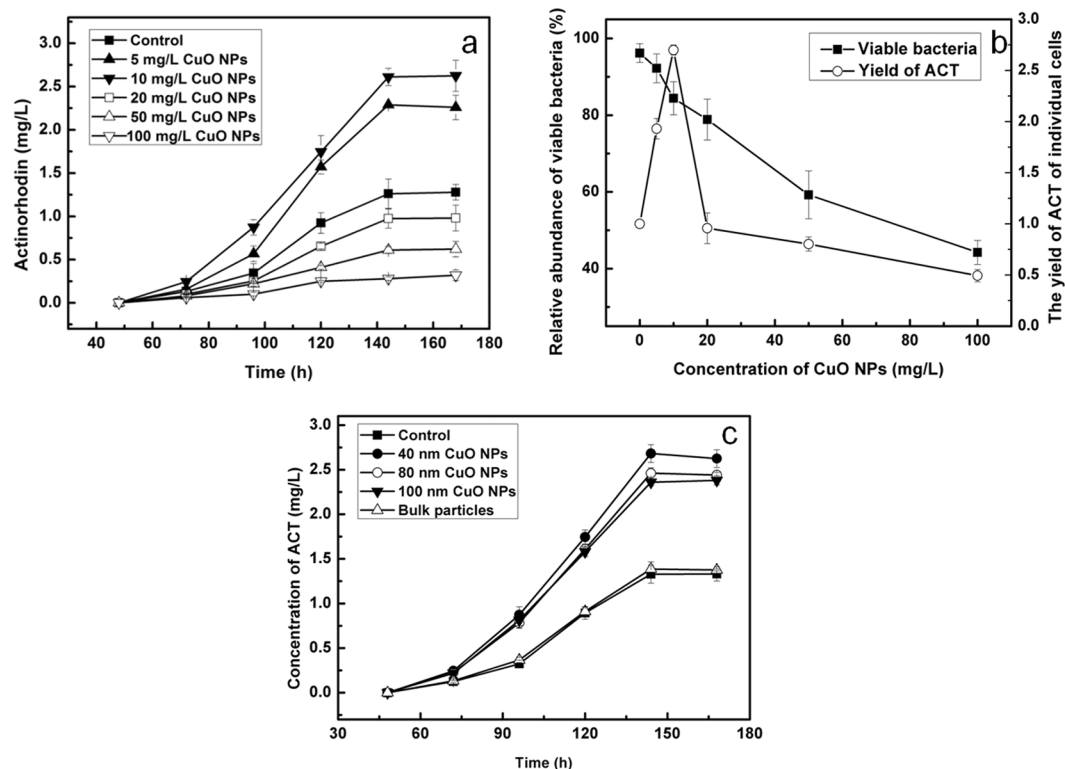 a
Control
5 mg/L CuO NPs
10 mg/L CuO NPs
20 mg/L CuO NPs
50 mg/L CuO NPs
100 mg/L CuO NPs
Actinorhodin (mg/L)
3.0
2.5
2.0
1.5
1.0
0.5
0.0
40 60 80 100 120 140 160 180
Time (h)
b
Viable bacteria
Yield of ACT
Relative abundance of viable bacteria (%)
100
80
60
40
The yield of ACT of individual cells
3.0
2.5
2.0
1.5
1.0
0.5
0.0
0 20 40 60 80 100
Concentration of CuO NPs (mg/L)
c
Control
40 nm CuO NPs
80 nm CuO NPs
100 nm CuO NPs
Bulk particles
Concentration of ACT (mg/L)
3.0
2.5
2.0
1.5
1.0
0.5
0.0
30 60 90 120 150 180
Time (h)